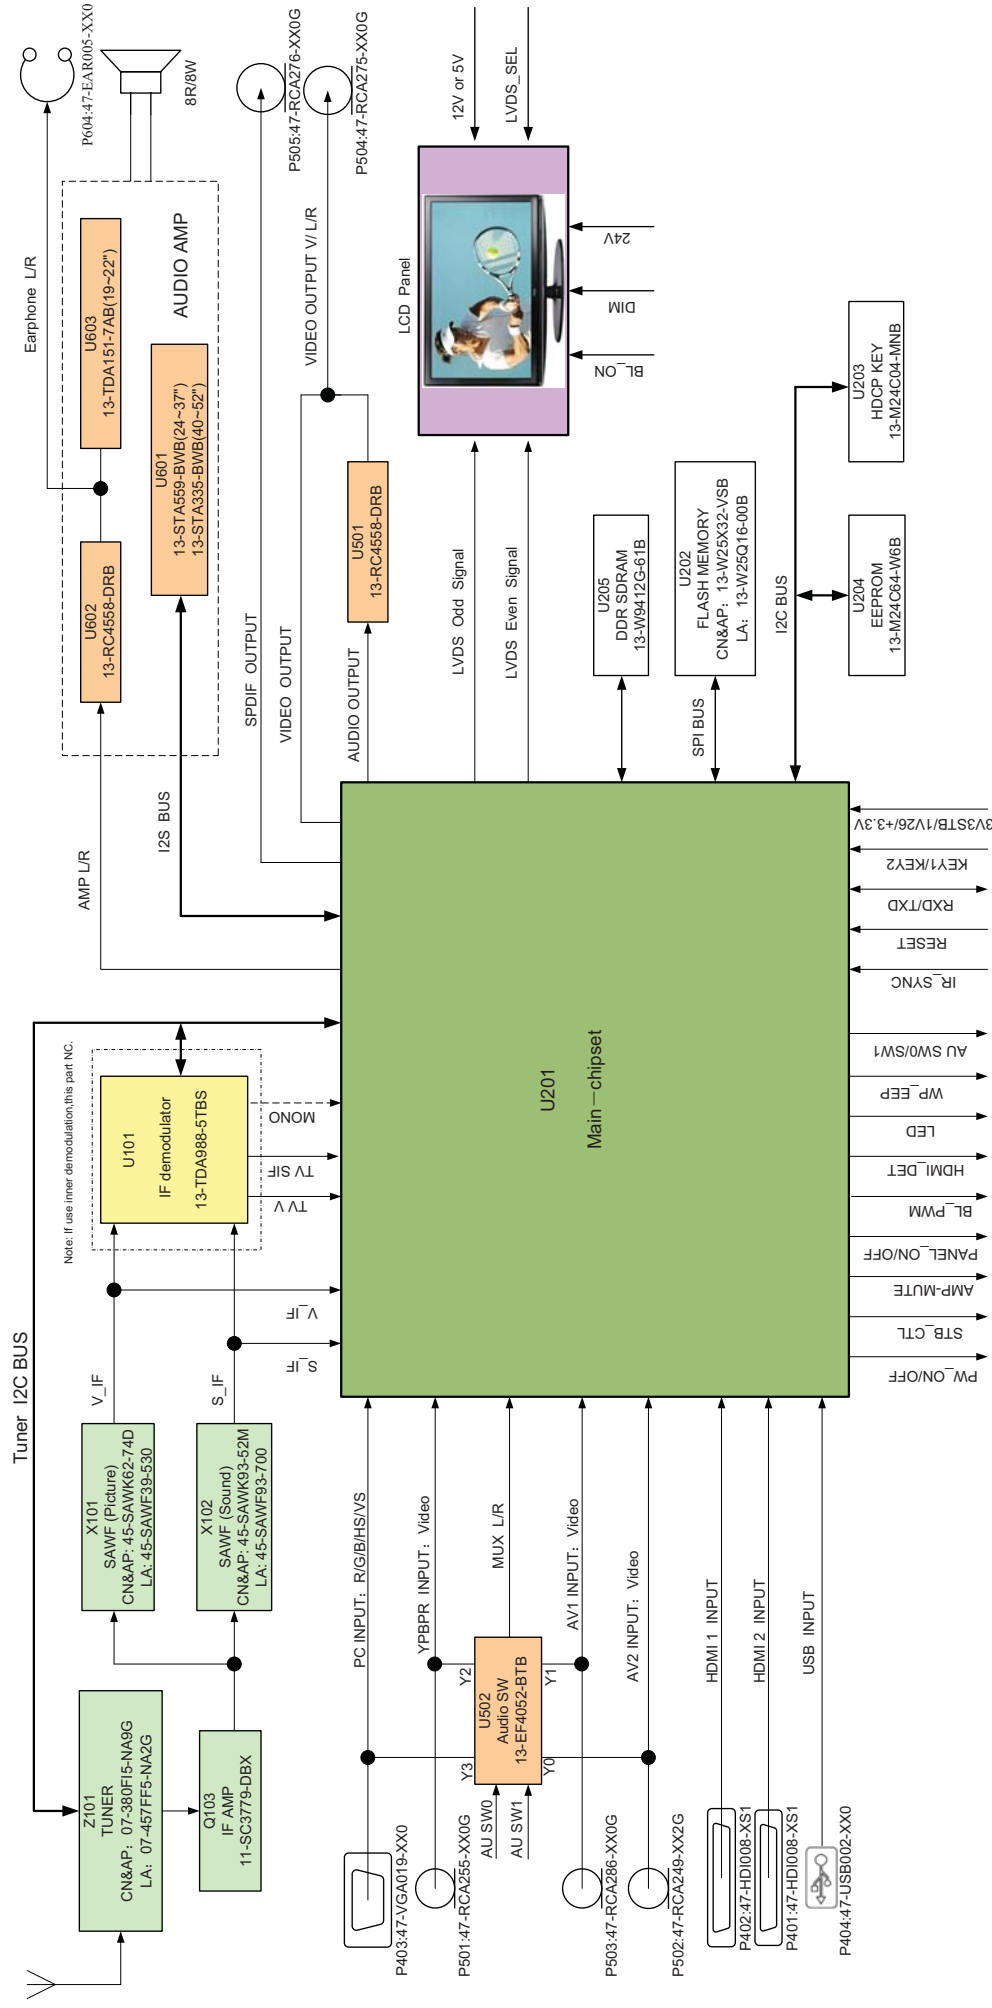 Tuner I2C BUS
Z101
TUNER
CN&AP: 07-380FI5-NA9G
LA: 07-457FF5-NA2G
Q103
IF AMP
11-SC3779-DBX
X101
SAWF (Picture)
CN&AP: 45-SAWK62-74D
LA: 45-SAWF39-530
X102
SAWF (Sound)
CN&AP: 45-SAWK93-52M
LA: 45-SAWF93-700
V_IF
S_IF
Note: If use inner demodulation,this part NC.
U101
IF demodulator
13-TDA988-5TBS
S_IF
V_IF
TV V
TV SIF
MONO
AMP L/R
I2S BUS
U602
13-RC4558-DRB
U603
13-TDA151-7AB(19~22")
U601
13-STA559-BWB(24~37")
13-STA335-BWB(40~52")
AUDIO AMP
Earphone L/R
P604:47-EAR005-XX0
8R/8W
SPDIF OUTPUT
VIDEO OUTPUT
AUDIO OUTPUT
U501
13-RC4558-DRB
VIDEO OUTPUT V/ L/R
P505:47-RCA276-XX0G
P504:47-RCA275-XX0G
LVDS Odd Signal
LVDS Even Signal
LCD Panel
12V or 5V
LVDS_SEL
BL_ON
DIM
24V
U205
DDR SDRAM
13-W9412G-61B
SPI BUS
U202
FLASH MEMORY
CN&AP: 13-W25X32-VSB
LA: 13-W25Q16-00B
I2C BUS
U204
EEPROM
13-M24C64-W6B
U203
HDCP KEY
13-M24C04-MNB
U201
Main－chipset
PC INPUT: R/G/B/HS/VS
YPBPR INPUT: Video
MUX L/R
AV1 INPUT: Video
AV2 INPUT: Video
HDMI 1 INPUT
HDMI 2 INPUT
USB INPUT
Y3
Y2
U502
Audio SW
13-EF4052-BTB
Y0
Y1
AU SW0
AU SW1
P403:47-VGA019-XX0
P501:47-RCA255-XX0G
P503:47-RCA286-XX0G
P502:47-RCA249-XX2G
P402:47-HDI008-XS1
P401:47-HDI008-XS1
P404:47-USB002-XX0
PW_ON/OFF
STB_CTL
AMP-MUTE
PANEL_ON/OFF
BL_PWM
HDMI_DET
LED
WP_EEP
AU SW0/SW1
IR_SYNC
RESET
RXD/TXD
KEY1/KEY2
3V3STB/1V26/+3.3V